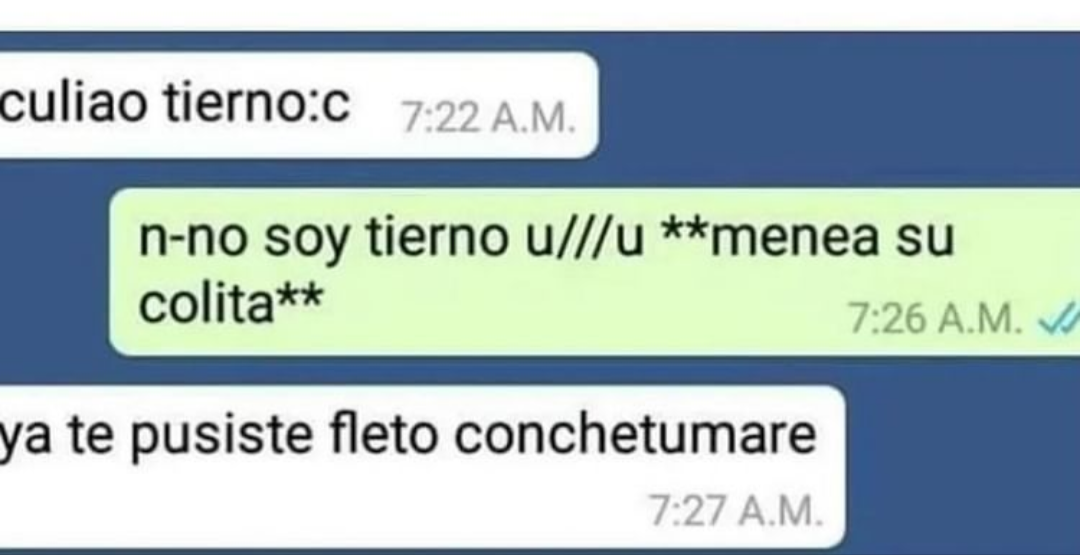 culiao tierno:c 7:22 A.M.
n-no soy tierno u///u **menea su
colita** 7:26 A.M.
ya te pusiste fleto conchetumare
7:27 A.M.